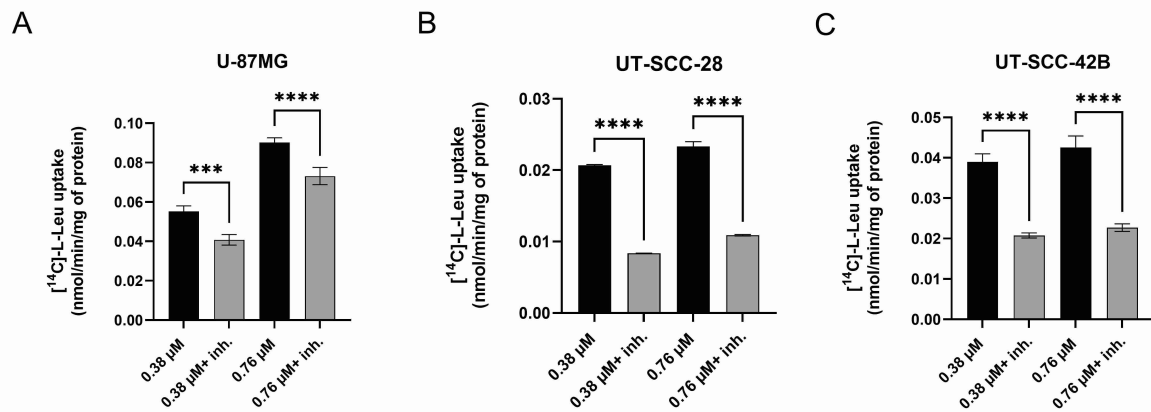 A
U-87MG
[¹⁴C]-L-Leu uptake
(nmol/min/mg of protein)
0.10
0.08
0.06
0.04
0.02
0.00
***
****
0.38 µM
0.38 µM+ inh.
0.76 µM
0.76 µM+ inh.
B
UT-SCC-28
[¹⁴C]-L-Leu uptake
(nmol/min/mg of protein)
0.03
0.02
0.01
0.00
****
****
0.38 µM
0.38 µM+ inh.
0.76 µM
0.76 µM+ inh.
C
UT-SCC-42B
[¹⁴C]-L-Leu uptake
(nmol/min/mg of protein)
0.05
0.04
0.03
0.02
0.01
0.00
****
****
0.38 µM
0.38 µM+ inh.
0.76 µM
0.76 µM+ inh.